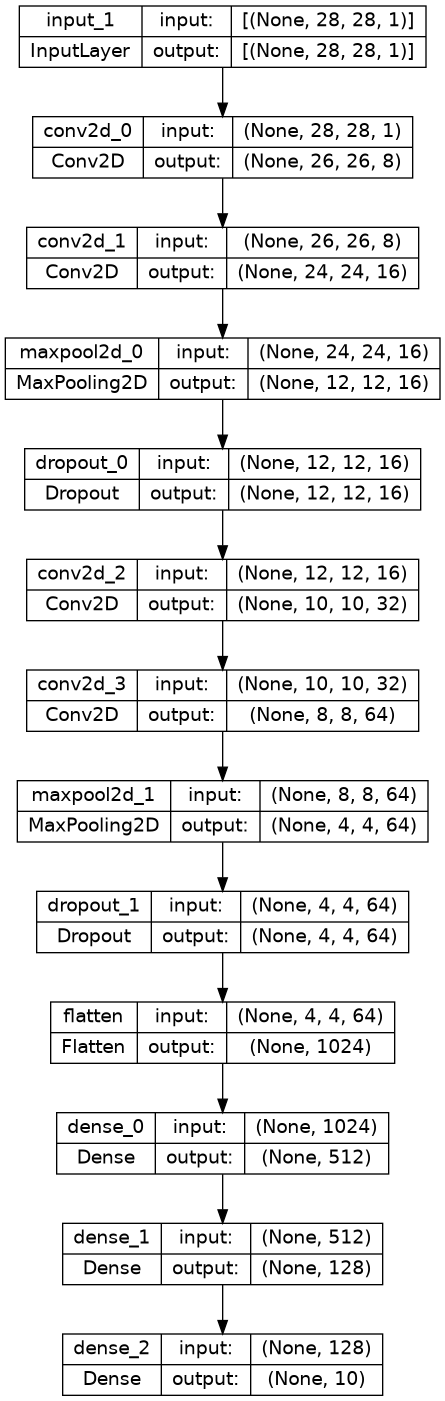 input_1 input: [(None, 28, 28, 1)]
InputLayer output: [(None, 28, 28, 1)]
conv2d_0 input: (None, 28, 28, 1)
Conv2D output: (None, 26, 26, 8)
conv2d_1 input: (None, 26, 26, 8)
Conv2D output: (None, 24, 24, 16)
maxpool2d_0 input: (None, 24, 24, 16)
MaxPooling2D output: (None, 12, 12, 16)
dropout_0 input: (None, 12, 12, 16)
Dropout output: (None, 12, 12, 16)
conv2d_2 input: (None, 12, 12, 16)
Conv2D output: (None, 10, 10, 32)
conv2d_3 input: (None, 10, 10, 32)
Conv2D output: (None, 8, 8, 64)
maxpool2d_1 input: (None, 8, 8, 64)
MaxPooling2D output: (None, 4, 4, 64)
dropout_1 input: (None, 4, 4, 64)
Dropout output: (None, 4, 4, 64)
flatten input: (None, 4, 4, 64)
Flatten output: (None, 1024)
dense_0 input: (None, 1024)
Dense output: (None, 512)
dense_1 input: (None, 512)
Dense output: (None, 128)
dense_2 input: (None, 128)
Dense output: (None, 10)